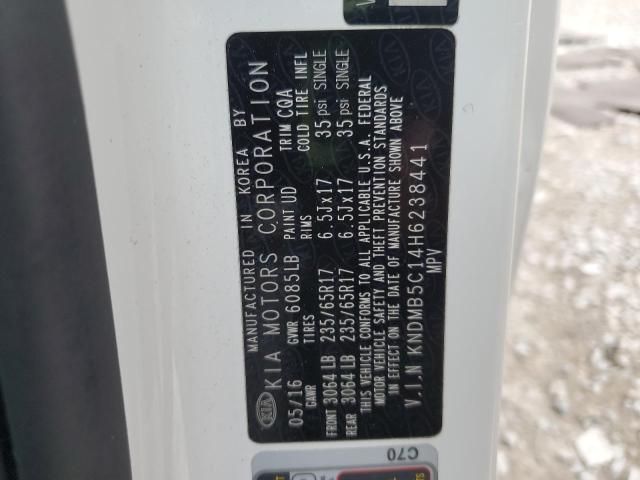 MANUFACTURED IN KOREA BY
KIA KIA MOTORS CORPORATION
05/16 GVWR 6085LB PAINT UD TRIM CQA
GAWR TIRES RIMS COLD TIRE INFL
FRONT 3064LB 235/65R17 6.5Jx17 35psi SINGLE
REAR 3064LB 235/65R17 6.5Jx17 35psi SINGLE
THIS VEHICLE CONFORMS TO ALL APPLICABLE U.S.A. FEDERAL
MOTOR VEHICLE SAFETY AND THEFT PREVENTION STANDARDS
IN EFFECT ON THE DATE OF MANUFACTURE SHOWN ABOVE
V.I.N KNDMB5C14H6238441
MPV
C70